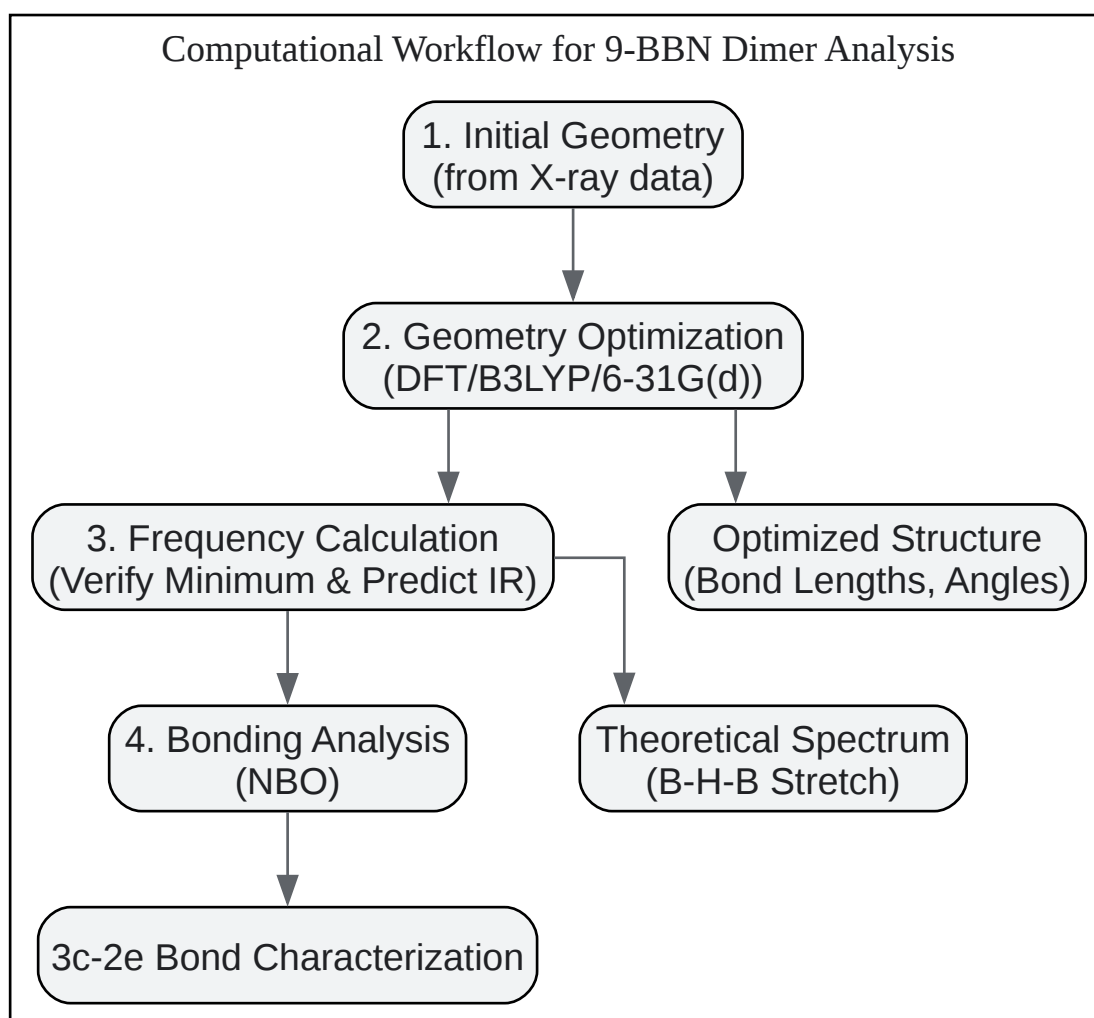 Computational Workflow for 9-BBN Dimer Analysis
1. Initial Geometry
(from X-ray data)
2. Geometry Optimization
(DFT/B3LYP/6-31G(d))
3. Frequency Calculation
(Verify Minimum & Predict IR)
Optimized Structure
(Bond Lengths, Angles)
4. Bonding Analysis
(NBO)
Theoretical Spectrum
(B-H-B Stretch)
3c-2e Bond Characterization